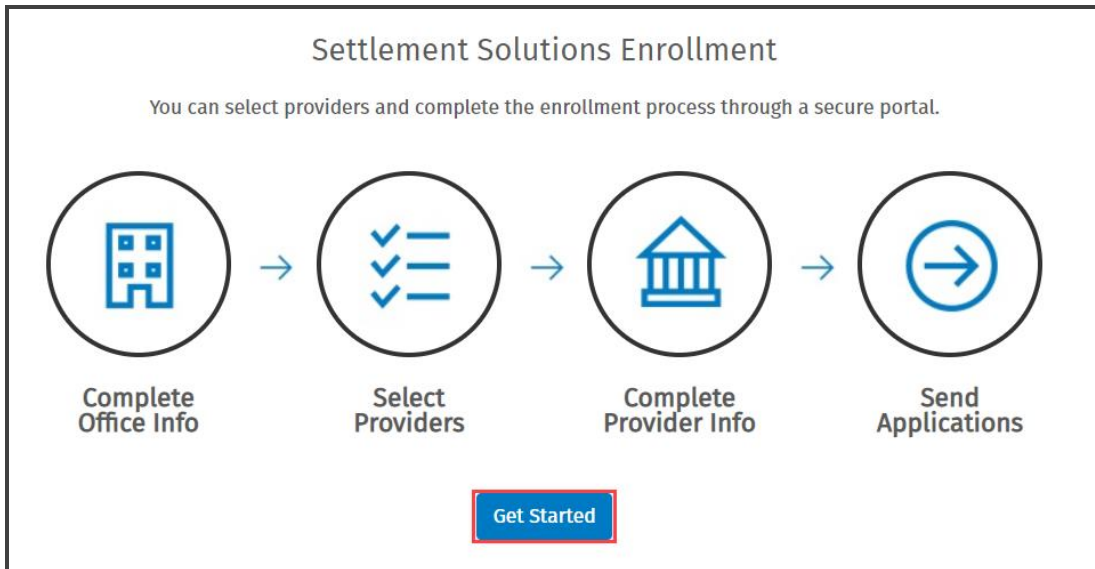 Settlement Solutions Enrollment
You can select providers and complete the enrollment process through a secure portal.
Complete
Office Info
Select
Providers
Complete
Provider Info
Send
Applications
Get Started